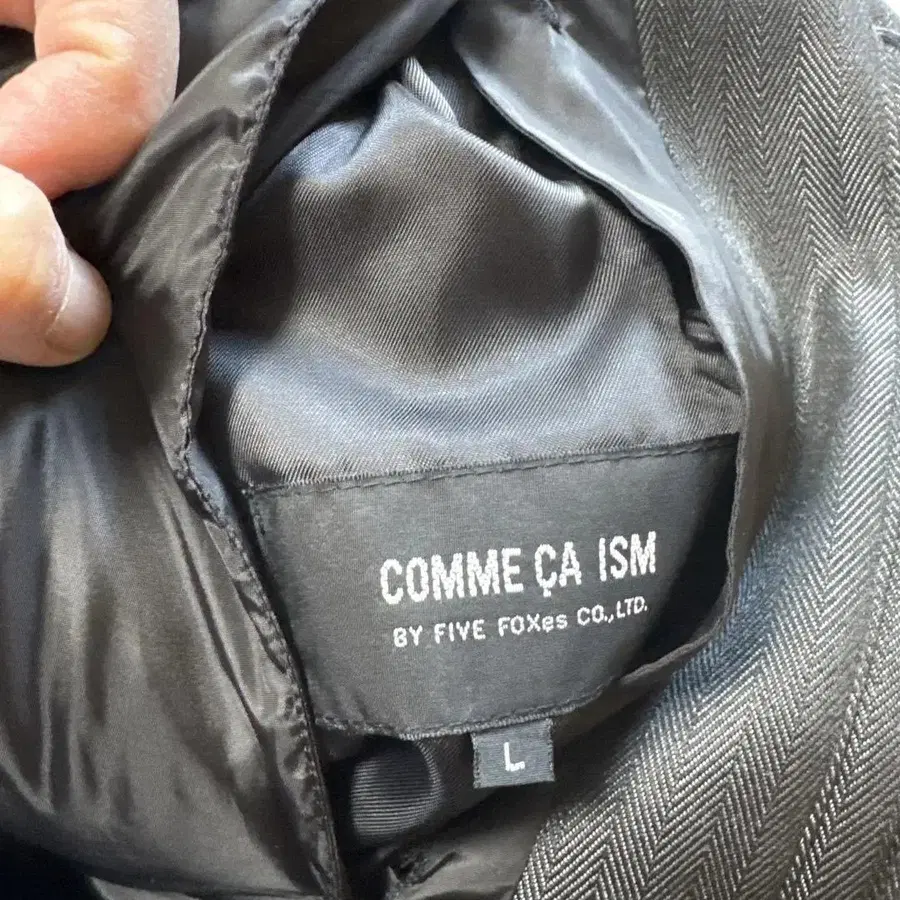 COMME ÇA ISM
BY FIVE FOXes CO.,LTD.
L